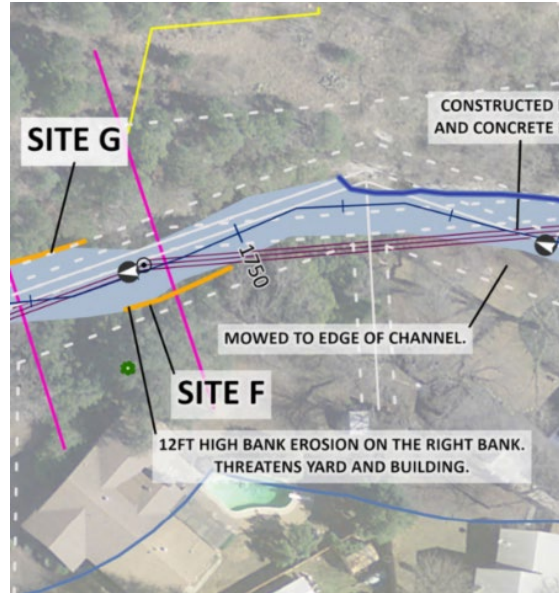 CONSTRUCTED
AND CONCRETE
SITE G
1750
MOWED TO EDGE OF CHANNEL.
SITE F
12FT HIGH BANK EROSION ON THE RIGHT BANK.
THREATENS YARD AND BUILDING.